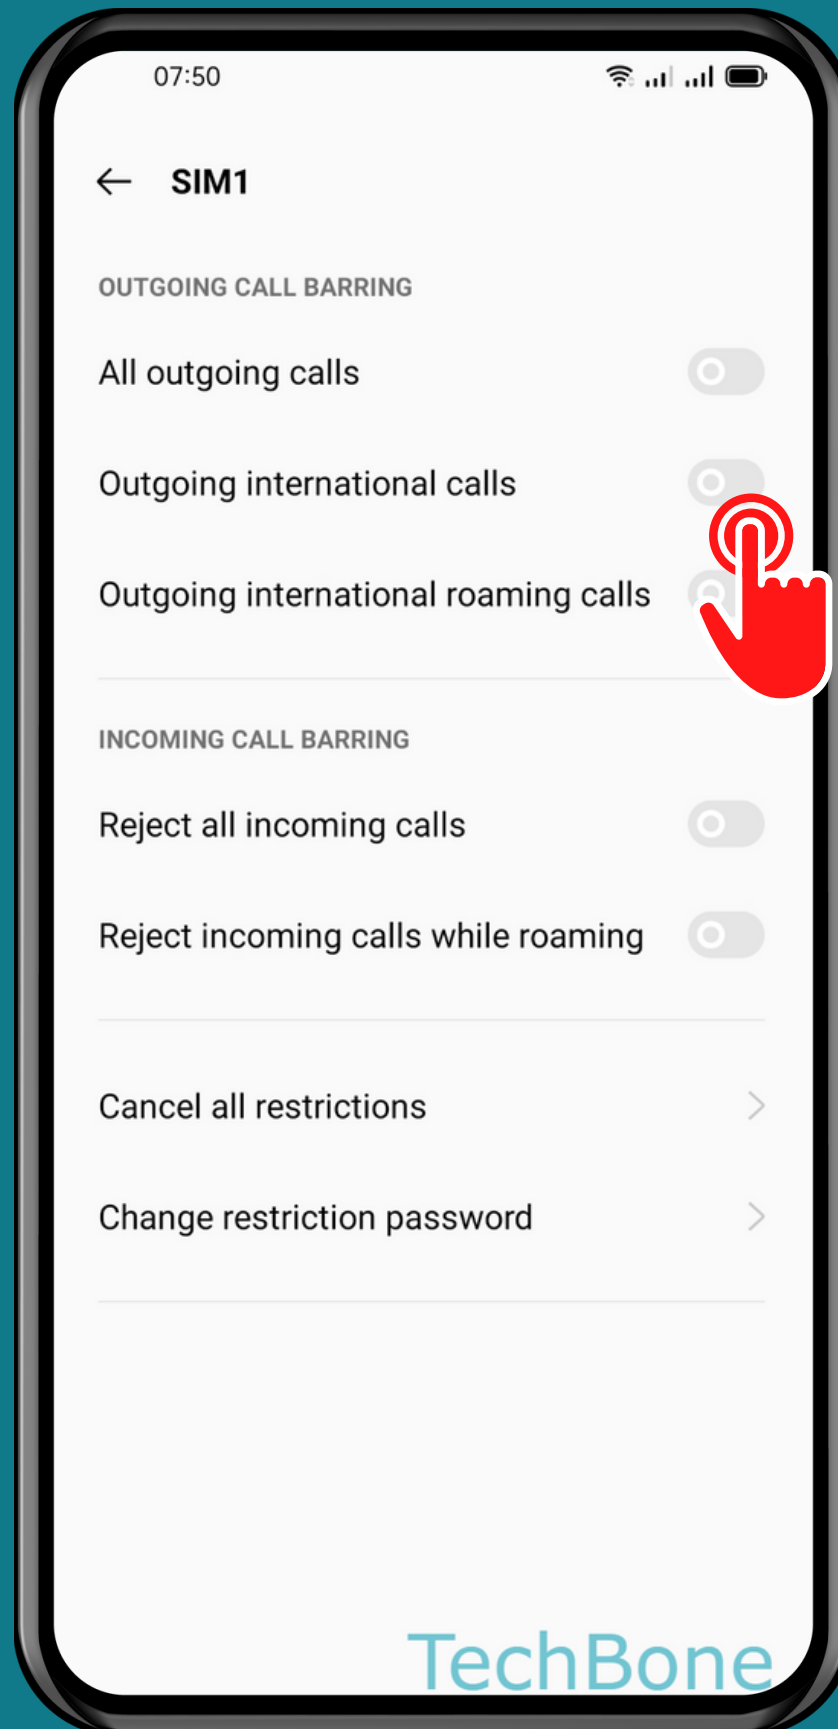 07:50
SIM1
OUTGOING CALL BARRING
All outgoing calls
Outgoing international calls
Outgoing international roaming calls
INCOMING CALL BARRING
Reject all incoming calls
Reject incoming calls while roaming
Cancel all restrictions
Change restriction password
TechBone